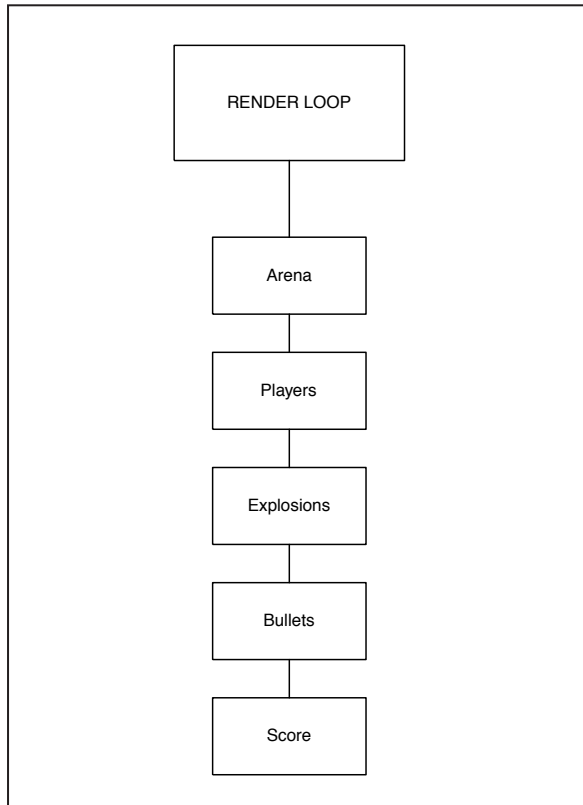 RENDER LOOP
Arena
Players
Explosions
Bullets
Score